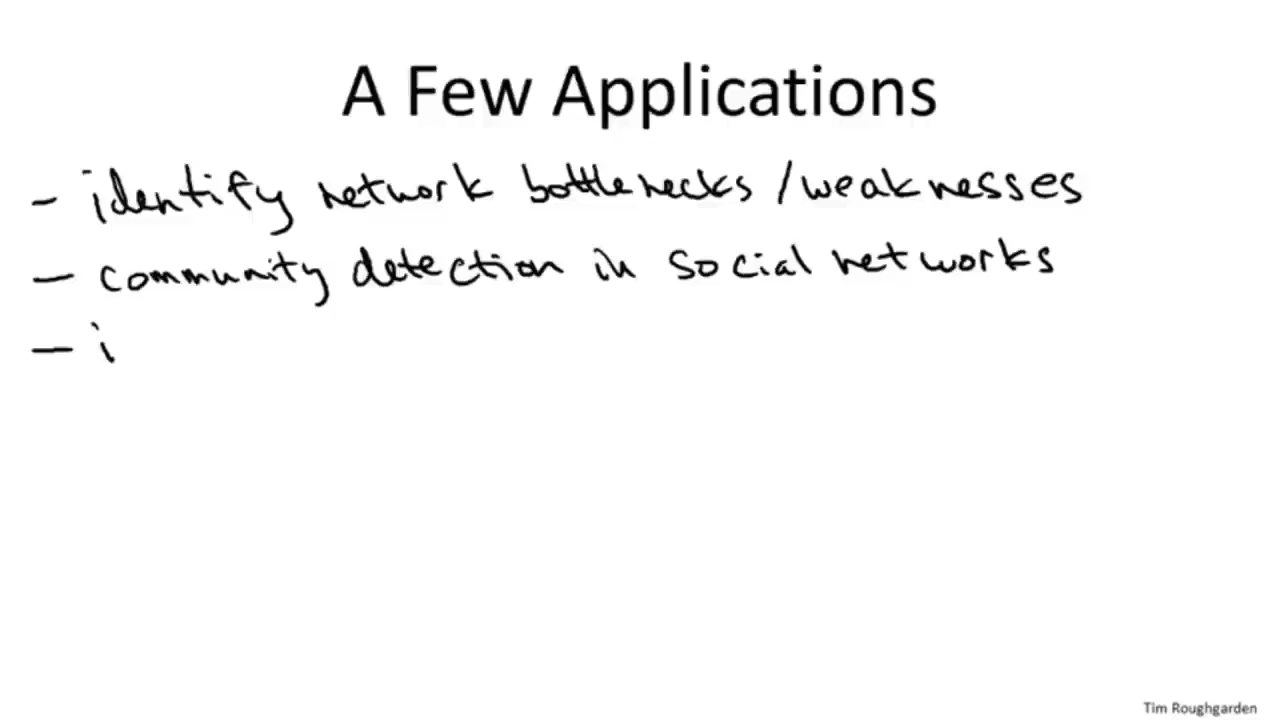 A Few Applications
- identify network bottlenecks / weaknesses
- community detection in social networks
- i
Tim Roughgarden